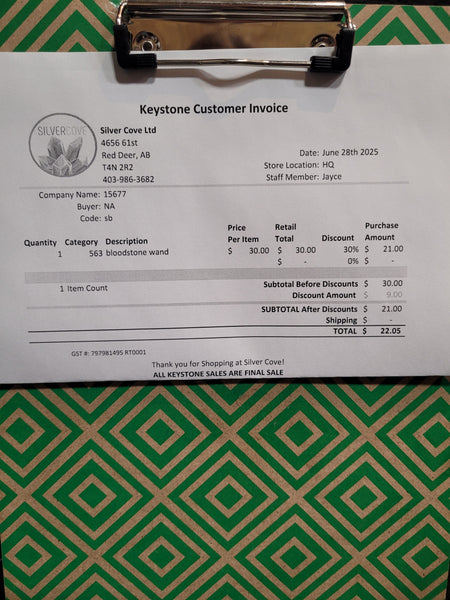 Keystone Customer Invoice
SILVERCOVE
Silver Cove Ltd
4656 61st
Red Deer, AB
T4N 2R2
403-986-3682
Date: June 28th 2025
Store Location: HQ
Staff Member: Jayce
Company Name: 15677
Buyer: NA
Code: sb
Quantity Category Description Price Per Item Retail Total Discount Purchase Amount
1 563 bloodstone wand $ 30.00 $ 30.00 30% $ 21.00
$ - 0% $ -
1 Item Count
Subtotal Before Discounts $ 30.00
Discount Amount $ 9.00
SUBTOTAL After Discounts $ 21.00
Shipping $ -
TOTAL $ 22.05
GST #: 797981495 RT0001
Thank you for Shopping at Silver Cove!
ALL KEYSTONE SALES ARE FINAL SALE